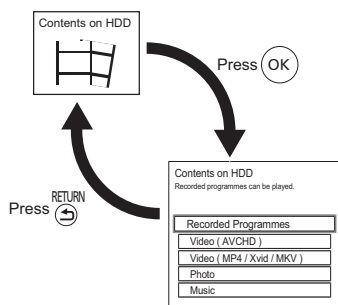 Contents on HDD
Press OK
Contents on HDD
Recorded programmes can be played.
Recorded Programmes
Video ( AVCHD )
Video ( MP4 / Xvid / MKV )
Photo
Music
RETURN
Press